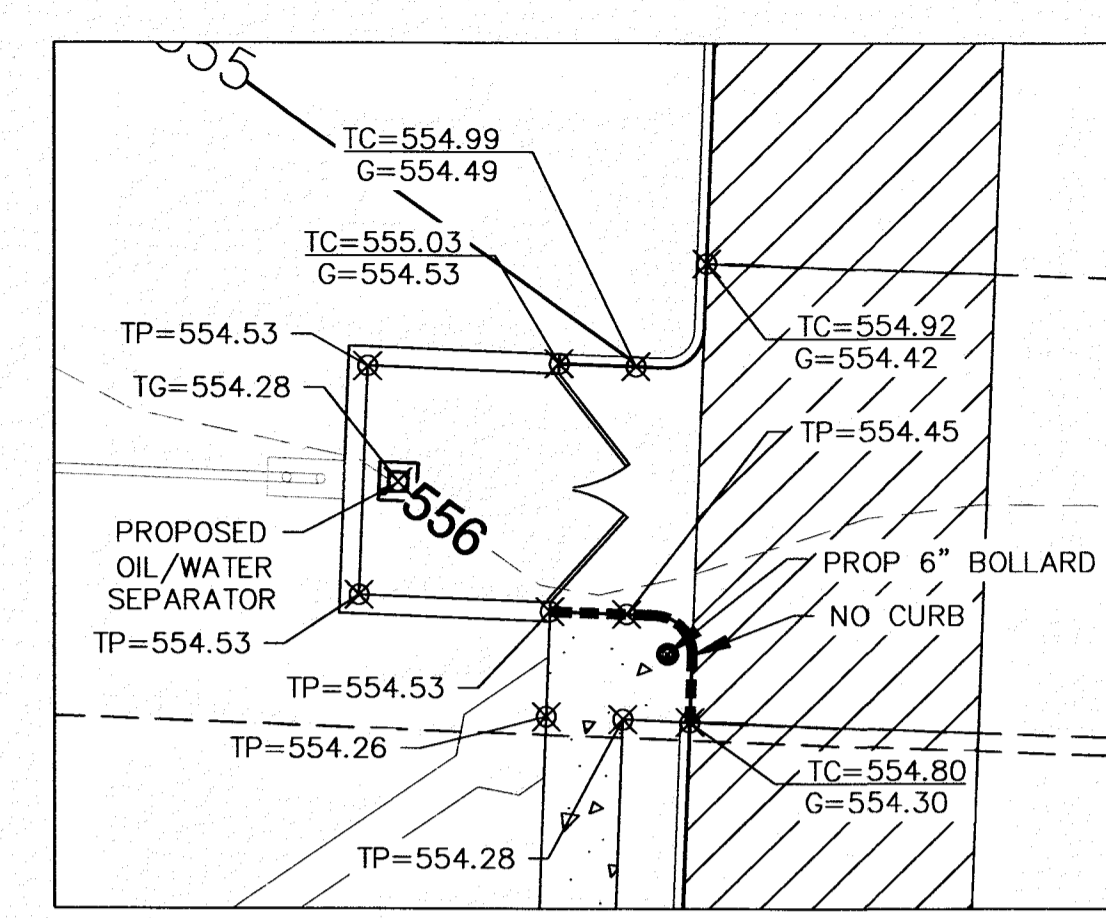 555
TC=554.99
G=554.49
TC=555.03
G=554.53
TP=554.53
TC=554.92
G=554.42
TG=554.28
TP=554.45
556
PROPOSED
OIL/WATER
SEPARATOR
PROP 6" BOLLARD
NO CURB
TP=554.53
TP=554.53
TP=554.26
TC=554.80
G=554.30
TP=554.28